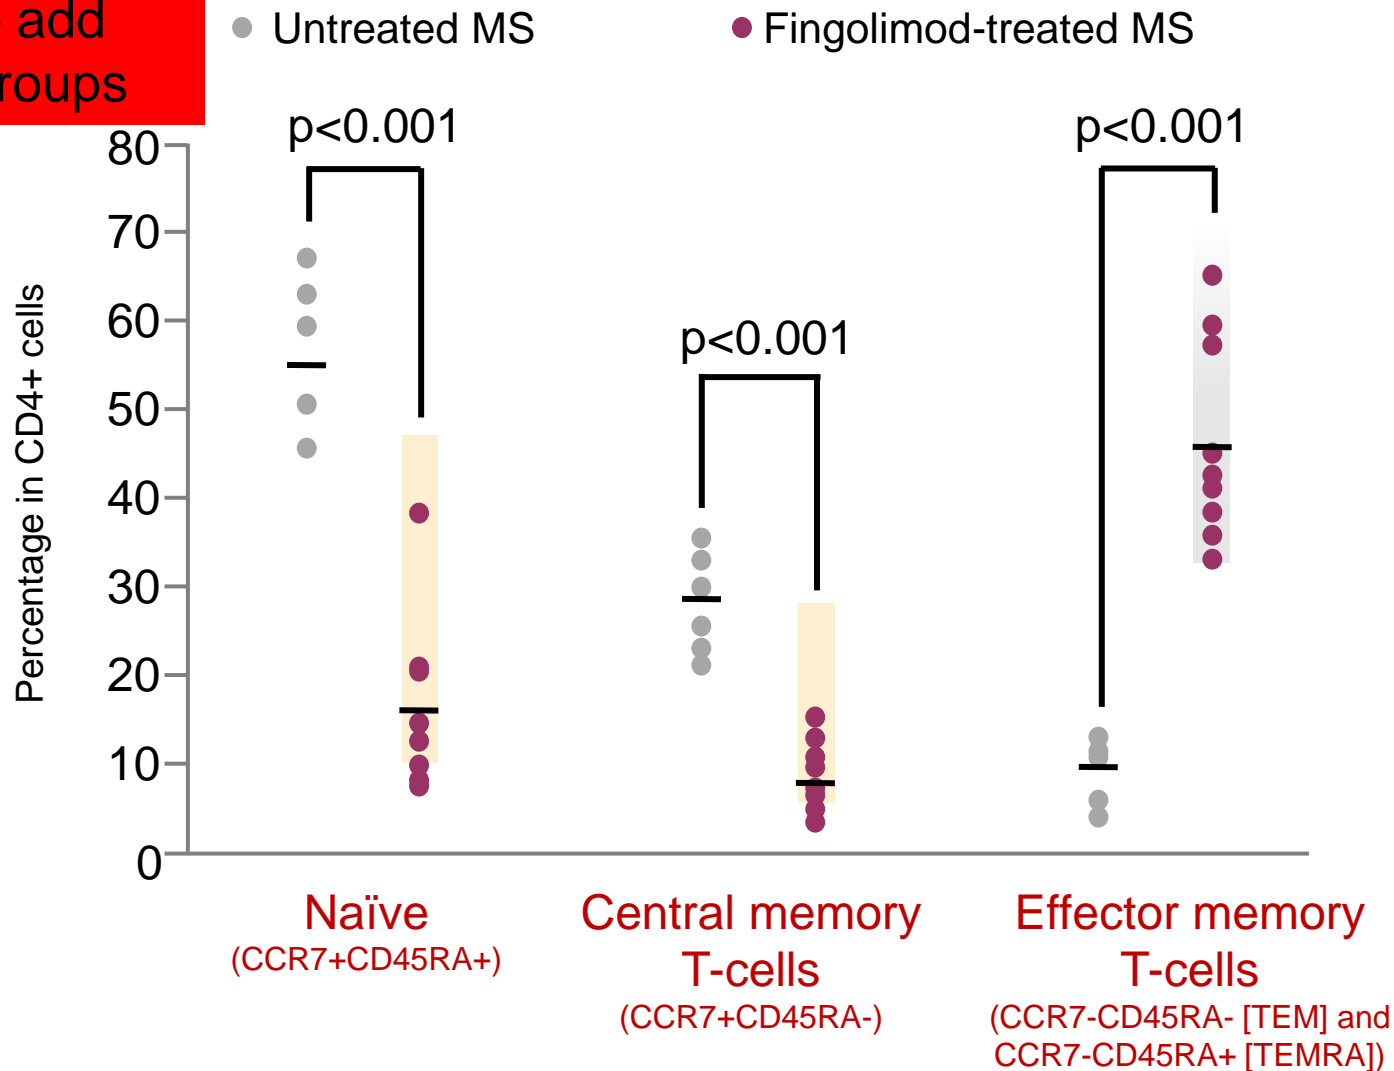 add
roups
Untreated MS
Fingolimod-treated MS
p<0.001
p<0.001
p<0.001
80
70
60
50
40
30
20
10
0
Percentage in CD4+ cells
Naïve
(CCR7+CD45RA+)
Central memory
T-cells
(CCR7+CD45RA-)
Effector memory
T-cells
(CCR7-CD45RA- [TEM] and
CCR7-CD45RA+ [TEMRA])